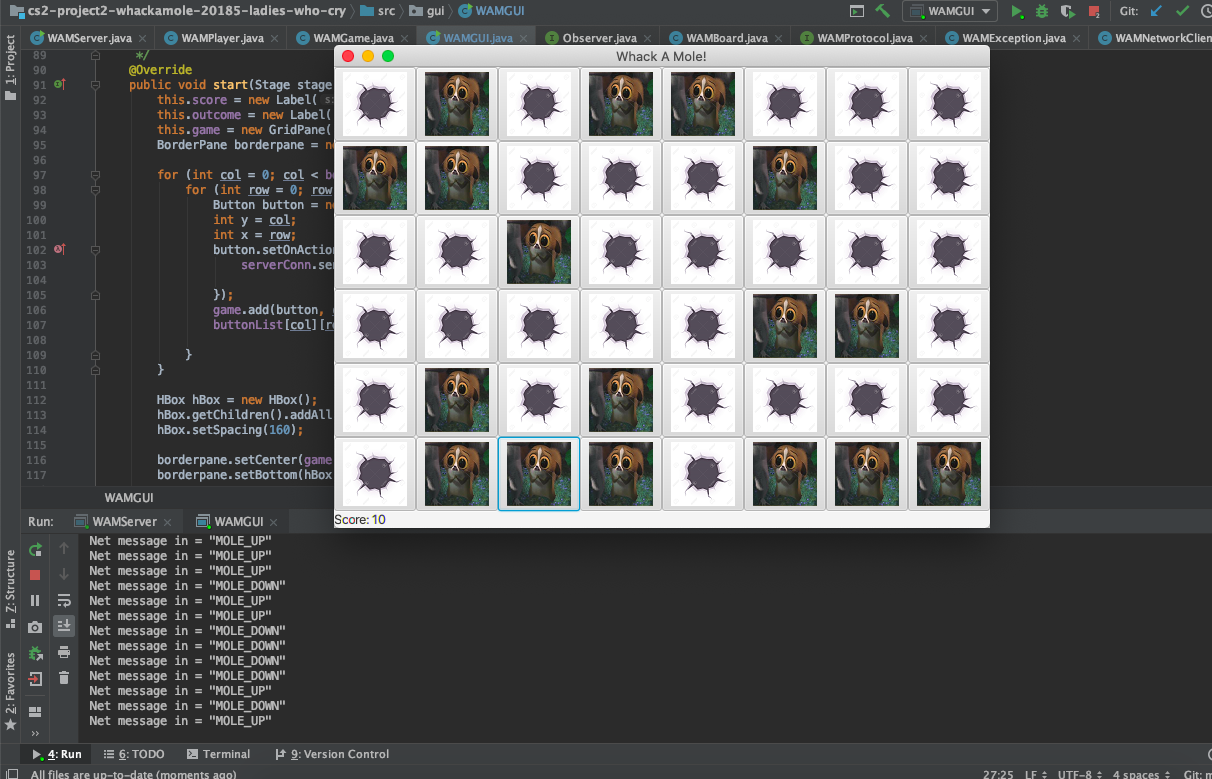 cs2-project2-whackamole-20185-ladies-who-cry src gui WAMGUI WAMGUI Git:
WAMServer.java WAMPlayer.java WAMGame.java WAMGUI.java Observer.java WAMBoard.java WAMProtocol.java WAMException.java WAMNetworkClien
1: Project
Whack A Mole!
89 */
90 @Override
91 public void start(Stage stage
92 this.score = new Label( s:
93 this.outcome = new Label(
94 this.game = new GridPane(
95 BorderPane borderpane = ne
96
97 for (int col = 0; col < bo
98 for (int row = 0; row
99 Button button = ne
100 int y = col;
101 int x = row;
102 button.setOnAction
103 serverConn.sen
104
105 });
106 game.add(button,
107 buttonList[col][ro
108
109 }
110 }
111
112 HBox hBox = new HBox();
113 hBox.getChildren().addAll
114 hBox.setSpacing(160);
115
116 borderpane.setCenter(game
117 borderpane.setBottom(hBox
WAMGUI
Score: 10
Run: WAMServer WAMGUI
Net message in = "MOLE_UP"
Net message in = "MOLE_UP"
Net message in = "MOLE_UP"
Net message in = "MOLE_DOWN"
Net message in = "MOLE_UP"
Net message in = "MOLE_UP"
Net message in = "MOLE_DOWN"
Net message in = "MOLE_DOWN"
Net message in = "MOLE_DOWN"
Net message in = "MOLE_DOWN"
Net message in = "MOLE_UP"
Net message in = "MOLE_DOWN"
Net message in = "MOLE_UP"
Z: Structure
2: Favorites
4: Run 6: TODO Terminal 9: Version Control
All files are up-to-date (moments ago) 27:25 LF UTF-8 4 spaces Git: m